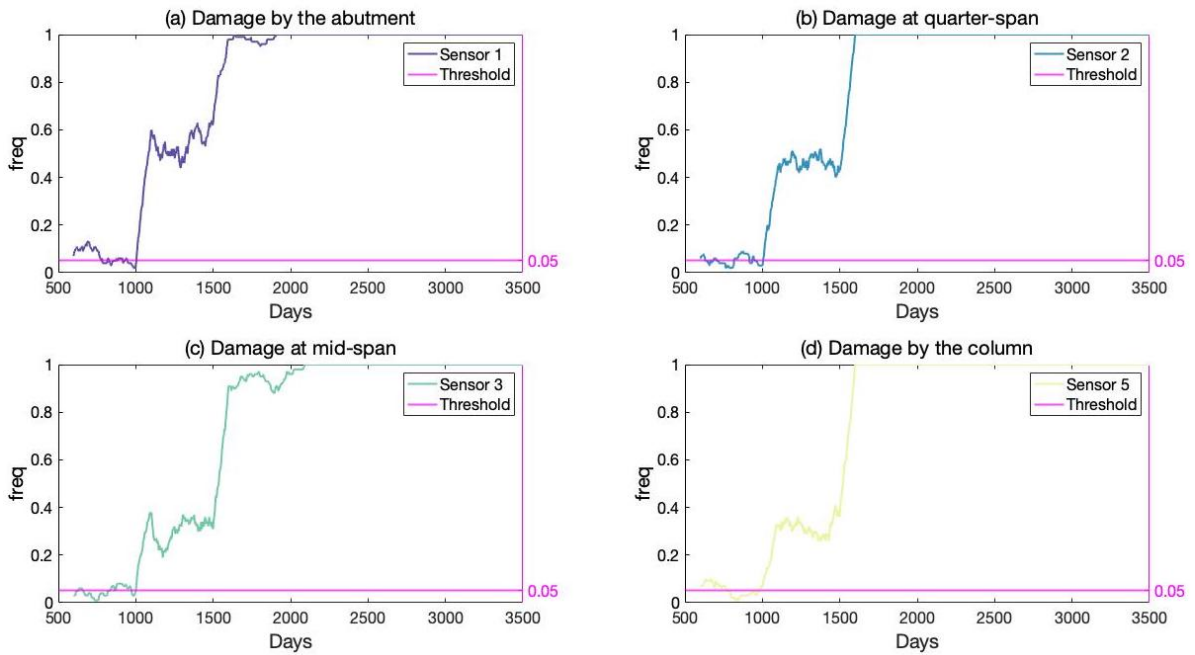 (a) Damage by the abutment
freq
1
0.8
0.6
0.4
0.2
0
Sensor 1
Threshold
0.05
500 1000 1500 2000 2500 3000 3500
Days
(b) Damage at quarter-span
freq
1
0.8
0.6
0.4
0.2
0
Sensor 2
Threshold
0.05
500 1000 1500 2000 2500 3000 3500
Days
(c) Damage at mid-span
freq
1
0.8
0.6
0.4
0.2
0
Sensor 3
Threshold
0.05
500 1000 1500 2000 2500 3000 3500
Days
(d) Damage by the column
freq
1
0.8
0.6
0.4
0.2
0
Sensor 5
Threshold
0.05
500 1000 1500 2000 2500 3000 3500
Days